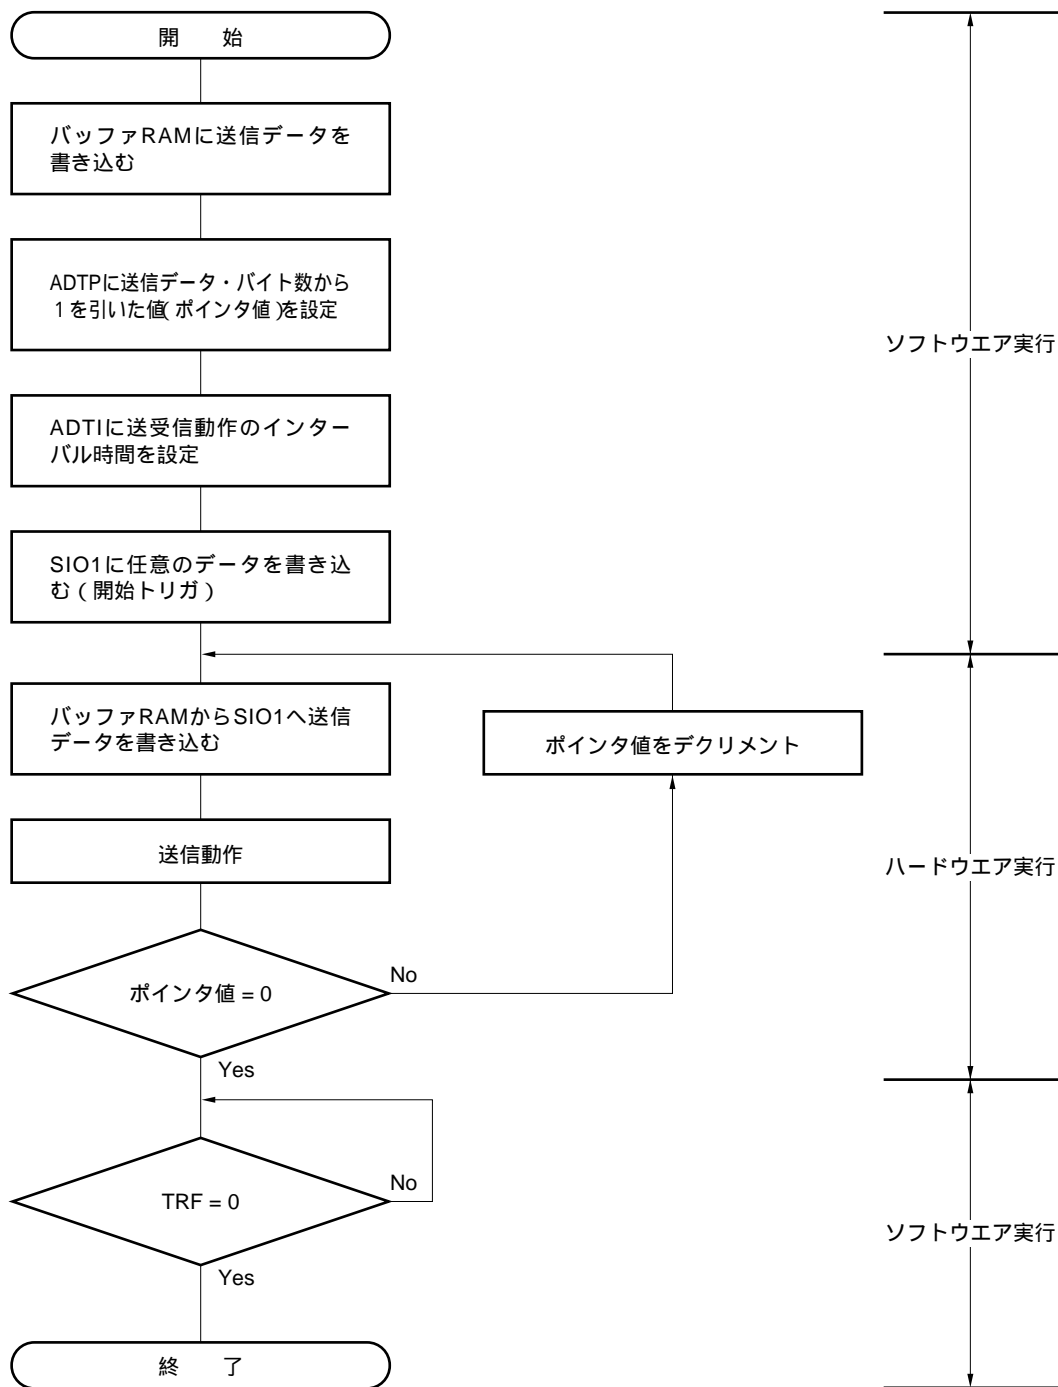 開　　始
バッファRAMに送信データを
書き込む
ADTPに送信データ・バイト数から
1を引いた値(ポインタ値)を設定
ソフトウエア実行
ADTIに送受信動作のインター
バル時間を設定
SIO1に任意のデータを書き込
む(開始トリガ)
バッファRAMからSIO1へ送信
データを書き込む
ポインタ値をデクリメント
送信動作
ハードウエア実行
ポインタ値 = 0
No
Yes
TRF = 0
No
ソフトウエア実行
Yes
終　　了